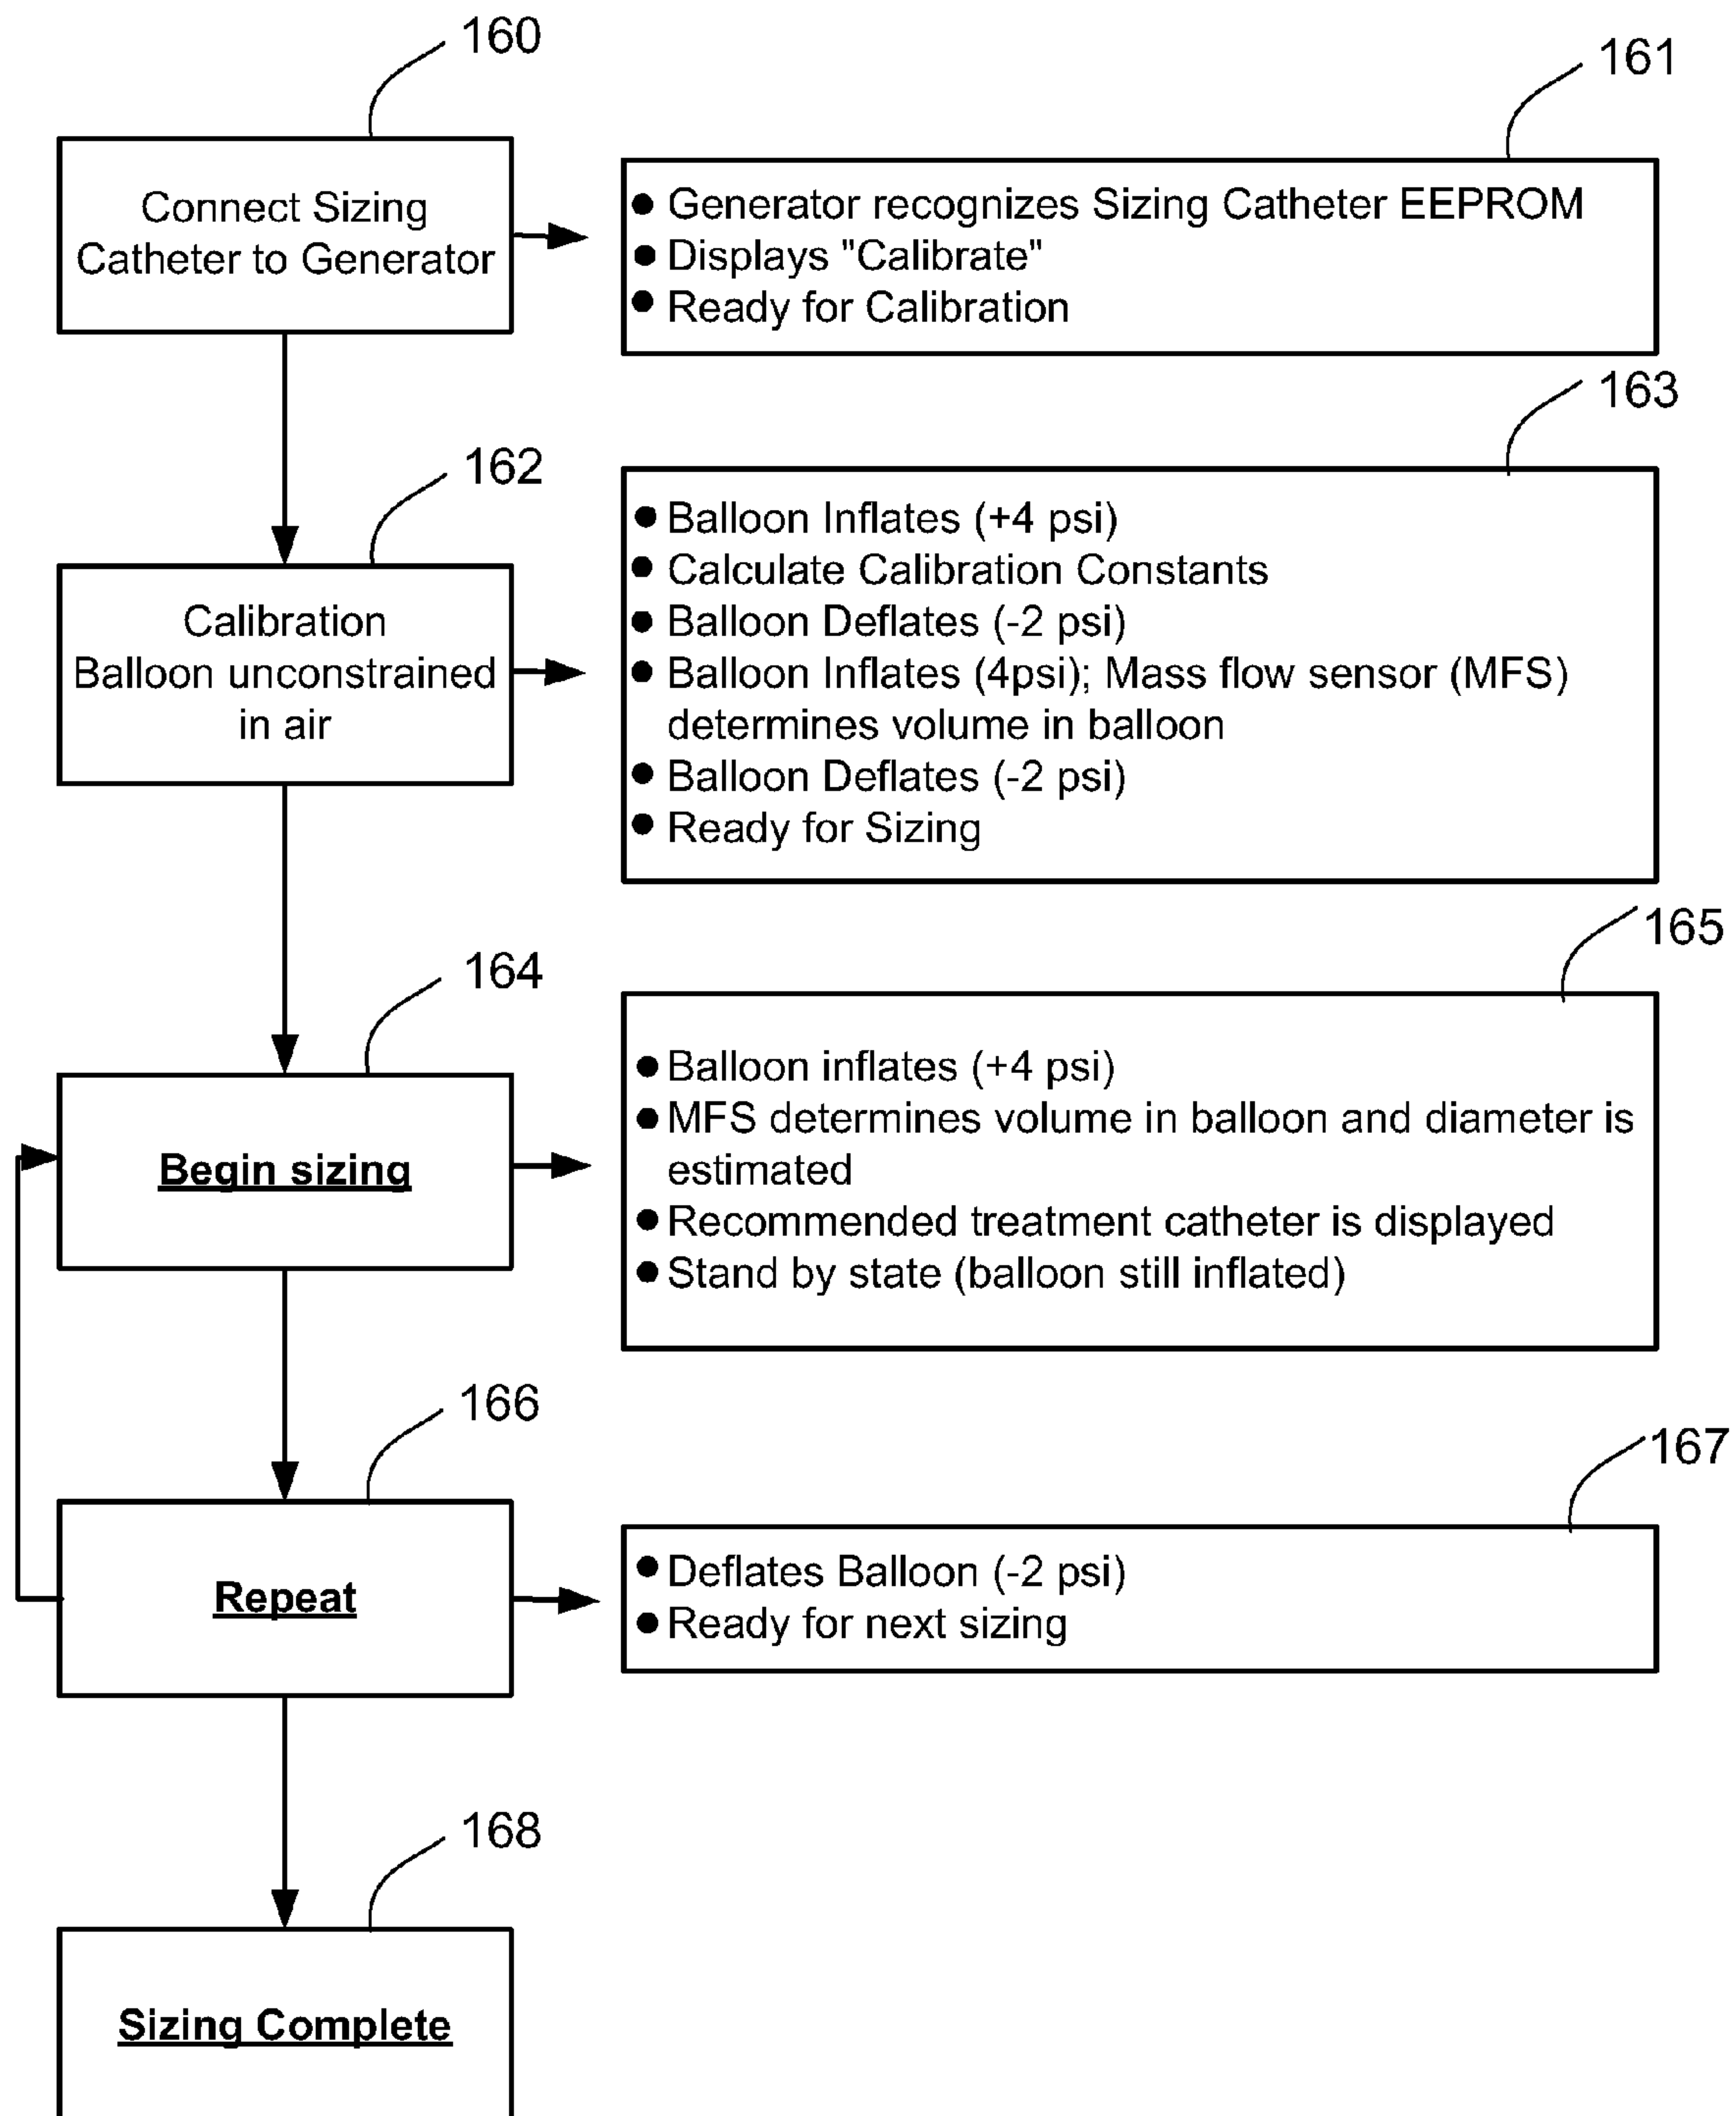 160
161
Connect Sizing
Catheter to Generator
● Generator recognizes Sizing Catheter EEPROM
● Displays "Calibrate"
● Ready for Calibration
162
163
Calibration
Balloon unconstrained
in air
● Balloon Inflates (+4 psi)
● Calculate Calibration Constants
● Balloon Deflates (-2 psi)
● Balloon Inflates (4psi); Mass flow sensor (MFS)
determines volume in balloon
● Balloon Deflates (-2 psi)
● Ready for Sizing
164
165
Begin sizing
● Balloon inflates (+4 psi)
● MFS determines volume in balloon and diameter is
estimated
● Recommended treatment catheter is displayed
● Stand by state (balloon still inflated)
166
167
Repeat
● Deflates Balloon (-2 psi)
● Ready for next sizing
168
Sizing Complete